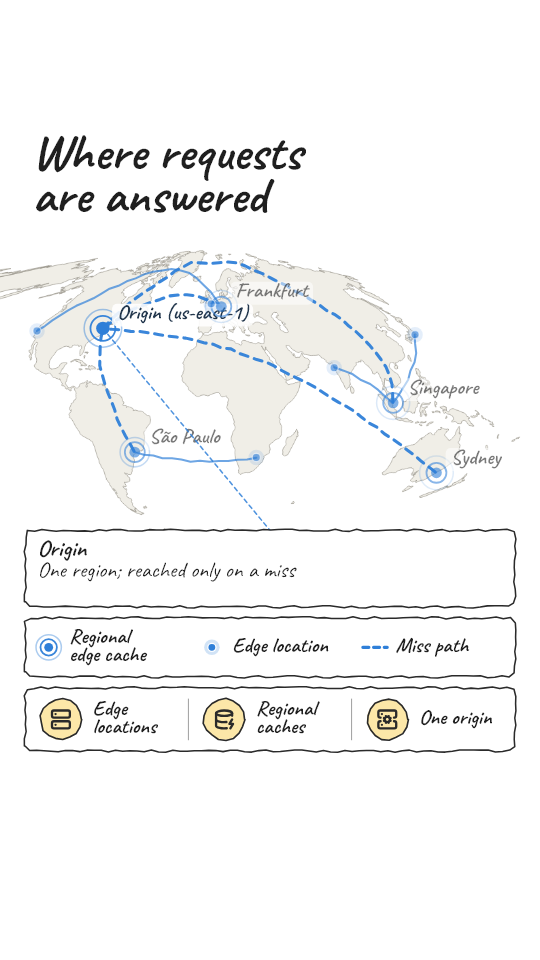 Where requests
are answered
Frankfurt
Origin (us-east-1)
Singapore
São Paulo
Sydney
Origin
One region; reached only on a miss
Regional
edge cache
Edge location
Miss path
Edge
locations
Regional
caches
One origin